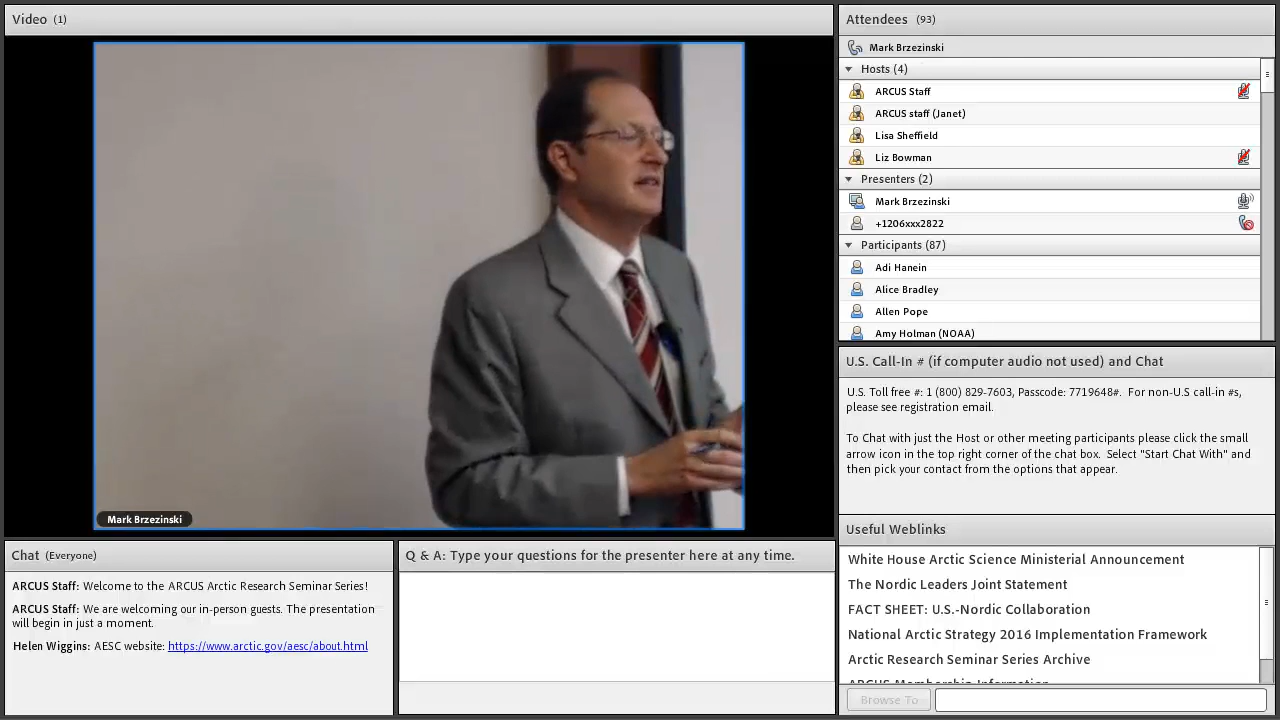 Video (1)
Mark Brzezinski
Attendees (93)
Mark Brzezinski
Hosts (4)
ARCUS Staff
ARCUS staff (Janet)
Lisa Sheffield
Liz Bowman
Presenters (2)
Mark Brzezinski
+1206xxx2822
Participants (87)
Adi Hanein
Alice Bradley
Allen Pope
Amy Holman (NOAA)
U.S. Call-In # (if computer audio not used) and Chat
U.S. Toll free #: 1 (800) 829-7603, Passcode: 7719648#. For non-U.S call-in #s,
please see registration email.
To Chat with just the Host or other meeting participants please click the small
arrow icon in the top right corner of the chat box. Select "Start Chat With" and
then pick your contact from the options that appear.
Chat (Everyone)
ARCUS Staff: Welcome to the ARCUS Arctic Research Seminar Series!
ARCUS Staff: We are welcoming our in-person guests. The presentation
will begin in just a moment.
Helen Wiggins: AESC website: https://www.arctic.gov/aesc/about.html
Q & A: Type your questions for the presenter here at any time.
Useful Weblinks
White House Arctic Science Ministerial Announcement
The Nordic Leaders Joint Statement
FACT SHEET: U.S.-Nordic Collaboration
National Arctic Strategy 2016 Implementation Framework
Arctic Research Seminar Series Archive
ARCUS Membership Information
Browse To